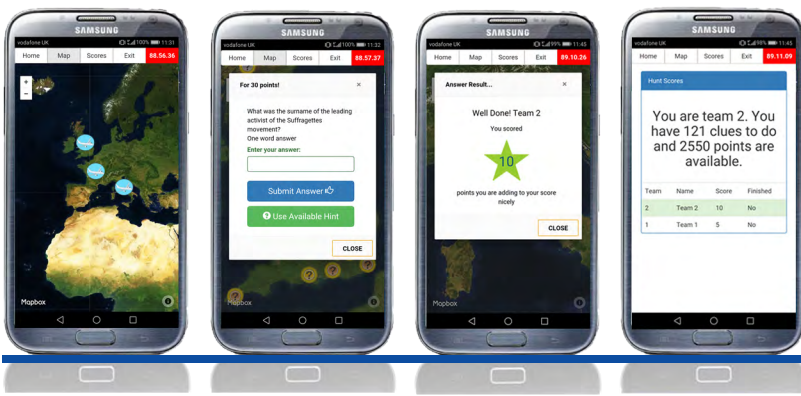 SAMSUNG
vodafone UK 100% 11:31
Home Map Scores Exit 88.56.36
+
-
Mapbox
SAMSUNG
vodafone UK 100% 11:32
Home Map Scores Exit 88.57.37
For 30 points! ×
What was the surname of the leading
activist of the Suffragettes
movement?
One word answer
Enter your answer:
Submit Answer
? Use Available Hint
CLOSE
? ? ?
?
Mapbox
SAMSUNG
vodafone UK 99% 11:45
Home Map Scores Exit 89.10.26
Answer Result... ×
Well Done! Team 2
You scored
10
points you are adding to your score
nicely
CLOSE
Mapbox
SAMSUNG
vodafone UK 98% 11:45
Home Map Scores Exit 89.11.09
Hunt Scores
You are team 2. You
have 121 clues to do
and 2550 points are
available.
Team Name Score Finished
2 Team 2 10 No
1 Team 1 5 No